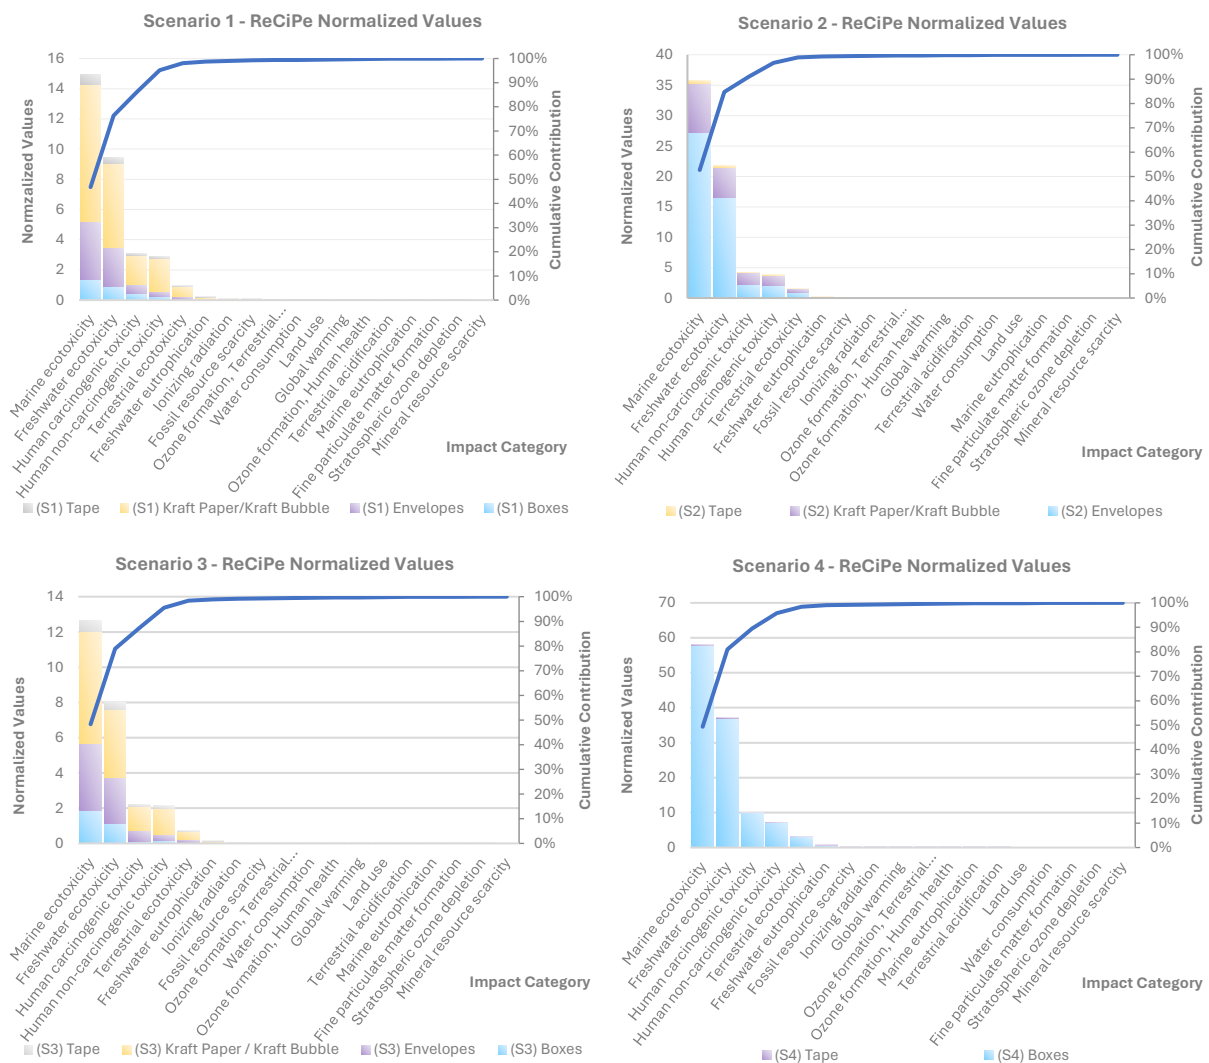 Scenario 1 - ReCiPe Normalized Values
Normzalized Values
16
14
12
10
8
6
4
2
0
100%
90%
80%
70%
60%
50%
40%
30%
20%
10%
0%
Cumulative Contribution
Marine ecotoxicity
Freshwater ecotoxicity
Human carcinogenic toxicity
Human non-carcinogenic toxicity
Terrestrial ecotoxicity
Freshwater eutrophication
Ionizing radiation
Fossil resource scarcity
Ozone formation, Terrestrial...
Water consumption
Land use
Global warming
Ozone formation, Human health
Terrestrial acidification
Marine eutrophication
Fine particulate matter formation
Stratospheric ozone depletion
Mineral resource scarcity
Impact Category
(S1) Tape
(S1) Kraft Paper/Kraft Bubble
(S1) Envelopes
(S1) Boxes
Scenario 2 - ReCiPe Normalized Values
Normalized Values
40
35
30
25
20
15
10
5
0
100%
90%
80%
70%
60%
50%
40%
30%
20%
10%
0%
Cumulative Contribution
Marine ecotoxicity
Freshwater ecotoxicity
Human non-carcinogenic toxicity
Human carcinogenic toxicity
Terrestrial ecotoxicity
Freshwater eutrophication
Fossil resource scarcity
Ionizing radiation
Ozone formation, Terrestrial...
Ozone formation, Human health
Global warming
Terrestrial acidification
Water consumption
Land use
Marine eutrophication
Fine particulate matter formation
Stratospheric ozone depletion
Mineral resource scarcity
Impact Category
(S2) Tape
(S2) Kraft Paper/Kraft Bubble
(S2) Envelopes
Scenario 3 - ReCiPe Normalized Values
Normalized Values
14
12
10
8
6
4
2
0
100%
90%
80%
70%
60%
50%
40%
30%
20%
10%
0%
Cumulative Contribution
Marine ecotoxicity
Freshwater ecotoxicity
Human carcinogenic toxicity
Human non-carcinogenic toxicity
Terrestrial ecotoxicity
Freshwater eutrophication
Ionizing radiation
Fossil resource scarcity
Ozone formation, Terrestrial...
Water consumption
Ozone formation, Human health
Global warming
Land use
Terrestrial acidification
Marine eutrophication
Fine particulate matter formation
Stratospheric ozone depletion
Mineral resource scarcity
Impact Category
(S3) Tape
(S3) Kraft Paper / Kraft Bubble
(S3) Envelopes
(S3) Boxes
Scenario 4 - ReCiPe Normalized Values
Normalized Values
70
60
50
40
30
20
10
0
100%
90%
80%
70%
60%
50%
40%
30%
20%
10%
0%
Cumulative Contribution
Marine ecotoxicity
Freshwater ecotoxicity
Human carcinogenic toxicity
Human non-carcinogenic toxicity
Terrestrial ecotoxicity
Freshwater eutrophication
Fossil resource scarcity
Ionizing radiation
Global warming
Ozone formation, Terrestrial...
Ozone formation, Human health
Marine eutrophication
Terrestrial acidification
Land use
Water consumption
Fine particulate matter formation
Stratospheric ozone depletion
Mineral resource scarcity
Impact Category
(S4) Tape
(S4) Boxes